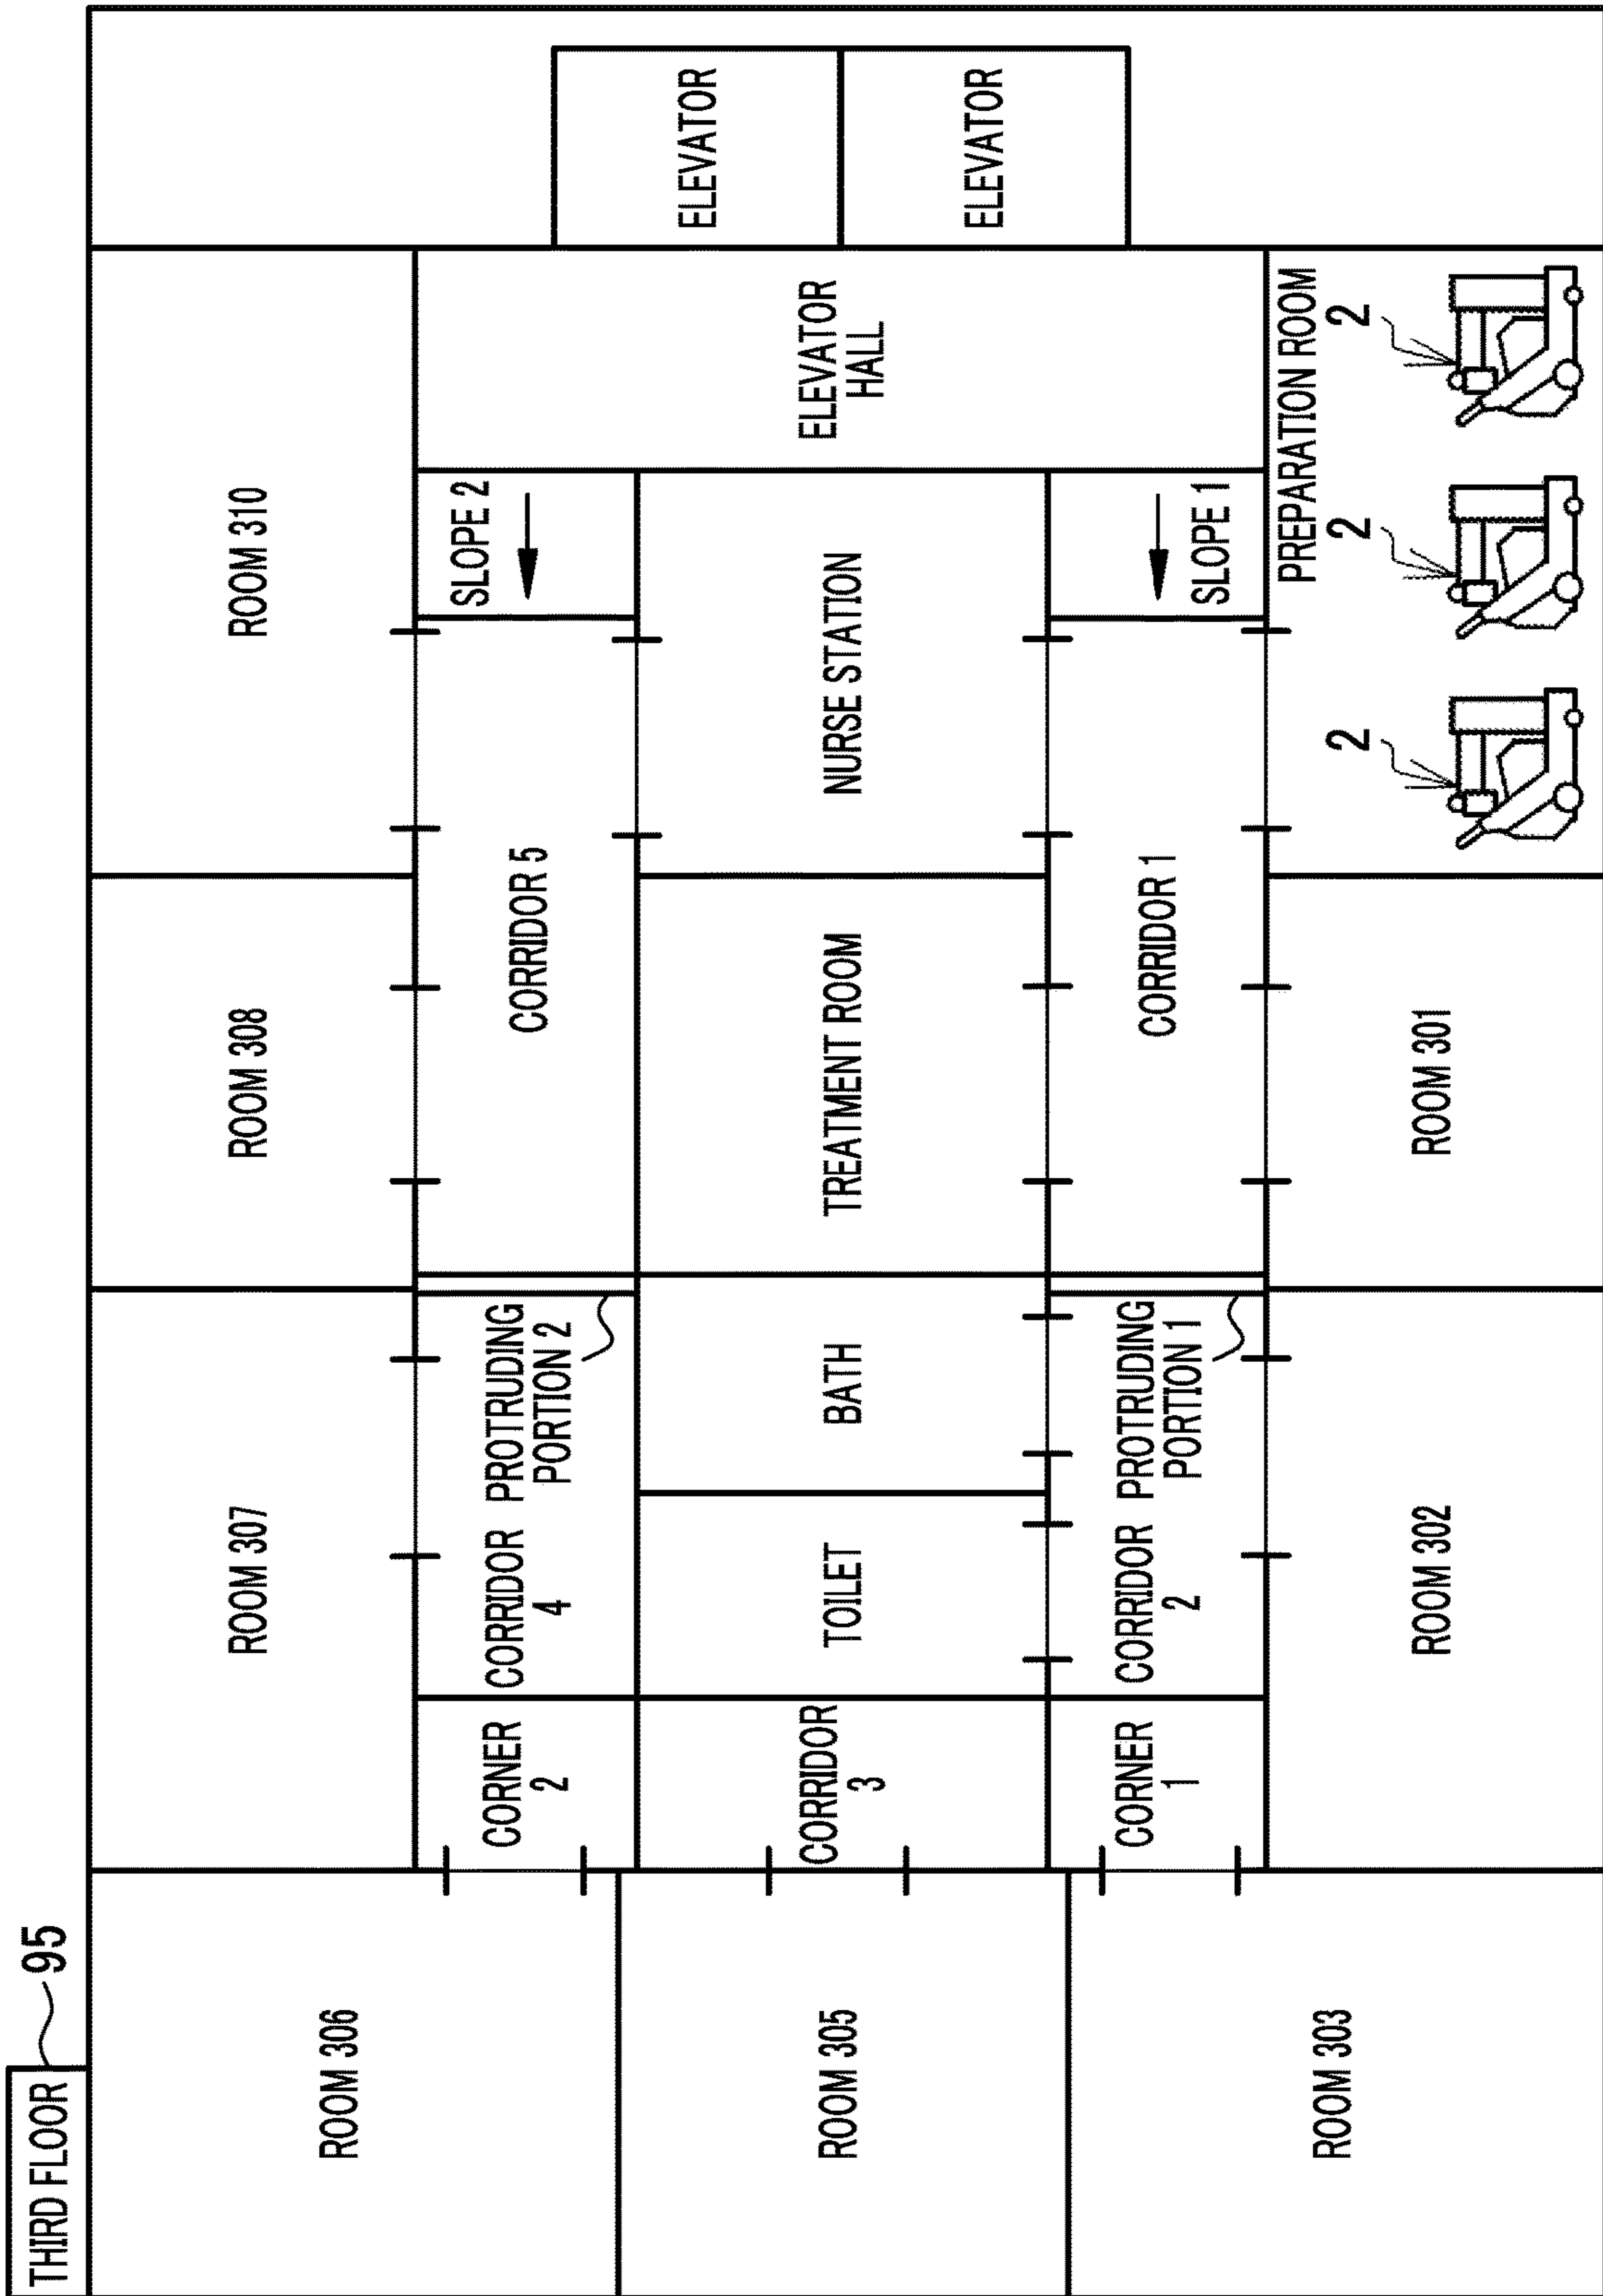 THIRD FLOOR
95
ROOM 306
ROOM 307
ROOM 308
ROOM 310
CORNER
2
CORRIDOR
4
PROTRUDING
PORTION 2
CORRIDOR 5
SLOPE 2
ELEVATOR
ROOM 305
CORRIDOR
3
TOILET
BATH
TREATMENT ROOM
NURSE STATION
ELEVATOR
HALL
ELEVATOR
CORNER
1
CORRIDOR
2
PROTRUDING
PORTION 1
CORRIDOR 1
SLOPE 1
ROOM 303
ROOM 302
ROOM 301
PREPARATION ROOM
2
2
2